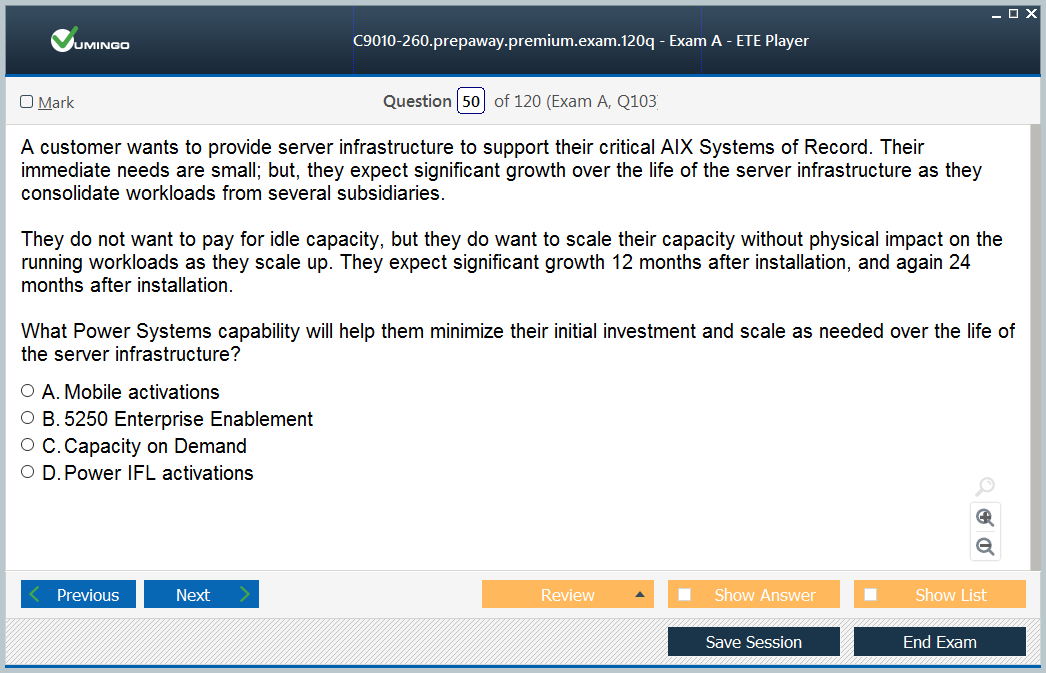 VUMINGO
C9010-260.prepaway.premium.exam.120q - Exam A - ETE Player
Mark
Question 50 of 120 (Exam A, Q103)
A customer wants to provide server infrastructure to support their critical AIX Systems of Record. Their
immediate needs are small; but, they expect significant growth over the life of the server infrastructure as they
consolidate workloads from several subsidiaries.
They do not want to pay for idle capacity, but they do want to scale their capacity without physical impact on the
running workloads as they scale up. They expect significant growth 12 months after installation, and again 24
months after installation.
What Power Systems capability will help them minimize their initial investment and scale as needed over the life of
the server infrastructure?
A. Mobile activations
B. 5250 Enterprise Enablement
C. Capacity on Demand
D. Power IFL activations
Previous
Next
Review
Show Answer
Show List
Save Session
End Exam